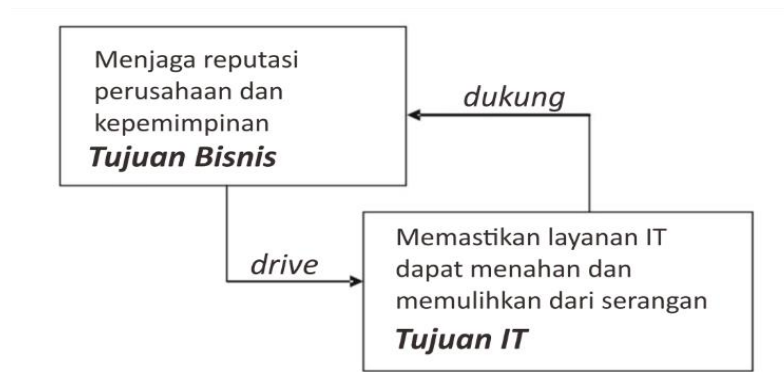 Menjaga reputasi
perusahaan dan
kepemimpinan
Tujuan Bisnis
dukung
drive
Memastikan layanan IT
dapat menahan dan
memulihkan dari serangan
Tujuan IT